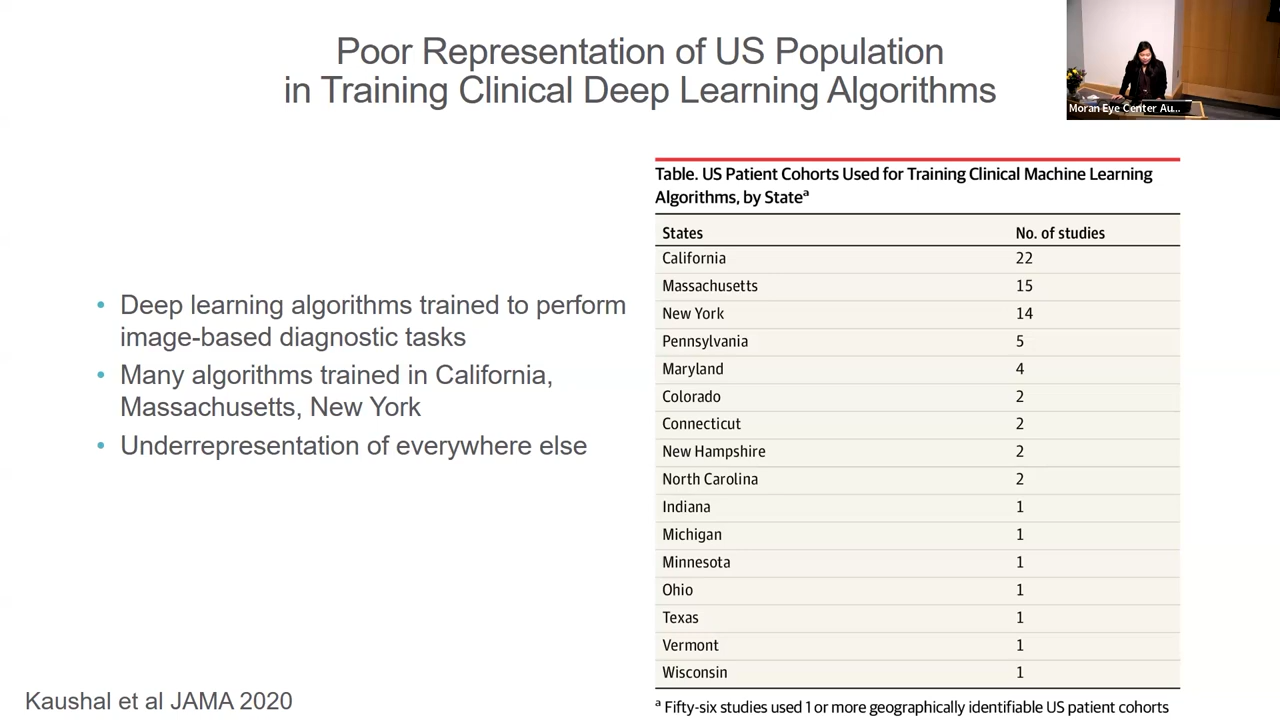 Poor Representation of US Population
in Training Clinical Deep Learning Algorithms
Moran Eye Center Au...
• Deep learning algorithms trained to perform
image-based diagnostic tasks
• Many algorithms trained in California,
Massachusetts, New York
• Underrepresentation of everywhere else
Table. US Patient Cohorts Used for Training Clinical Machine Learning
Algorithms, by Stateᵃ
States No. of studies
California 22
Massachusetts 15
New York 14
Pennsylvania 5
Maryland 4
Colorado 2
Connecticut 2
New Hampshire 2
North Carolina 2
Indiana 1
Michigan 1
Minnesota 1
Ohio 1
Texas 1
Vermont 1
Wisconsin 1
ᵃ Fifty-six studies used 1 or more geographically identifiable US patient cohorts
Kaushal et al JAMA 2020